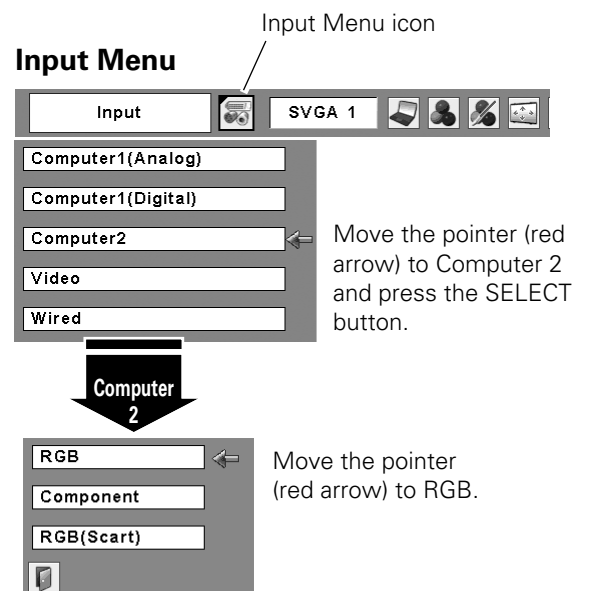 Input Menu icon
Input Menu
Input
SVGA 1
Computer1(Analog)
Computer1(Digital)
Computer2
Video
Wired
Move the pointer (red
arrow) to Computer 2
and press the SELECT
button.
Computer
2
RGB
Component
RGB(Scart)
Move the pointer
(red arrow) to RGB.